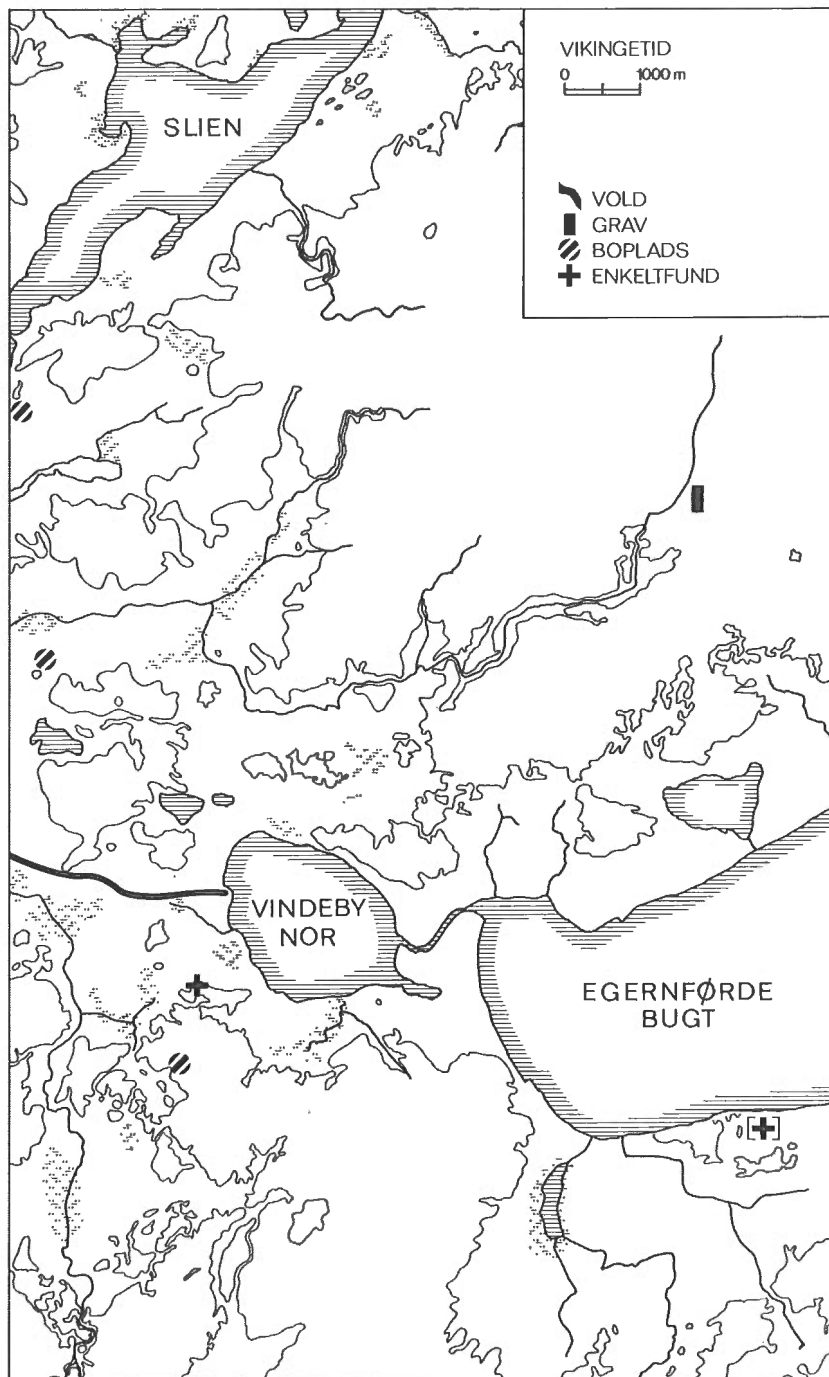 VIKINGETID
0 1000 m
VOLD
GRAV
BOPLADS
ENKELTFUND
SLIEN
VINDEBY
NOR
EGERNFØRDE
BUGT